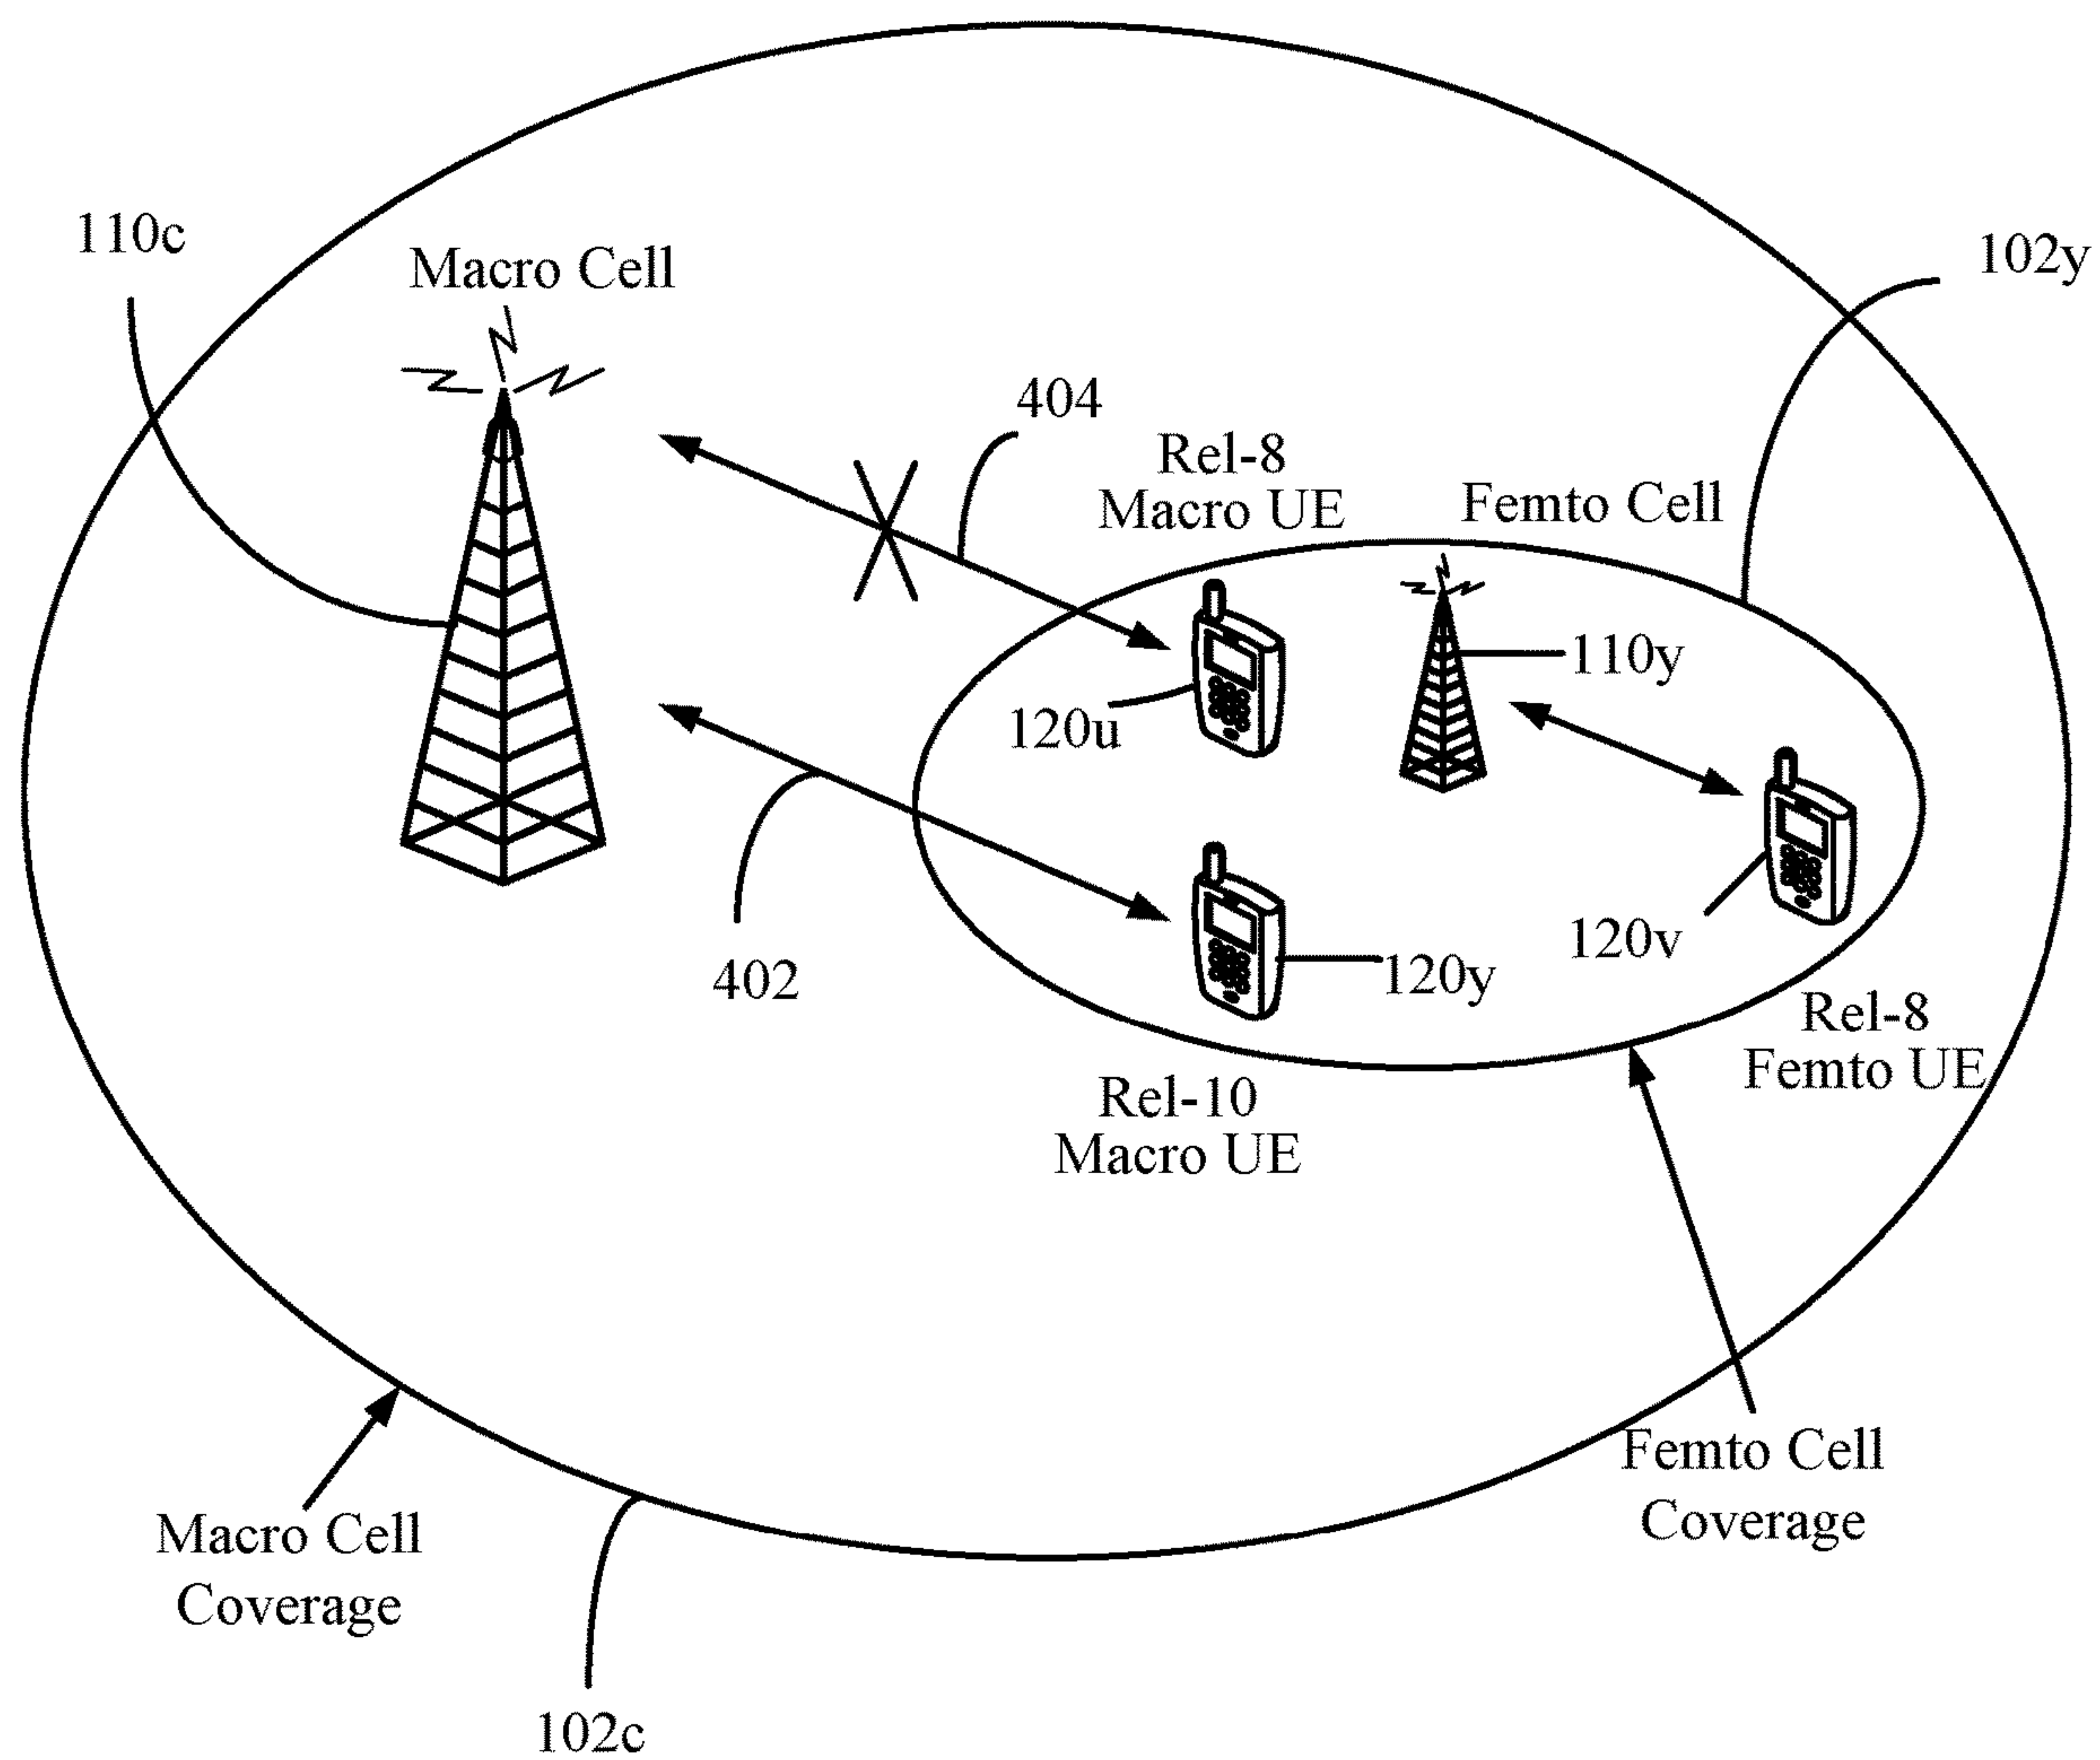 110c
Macro Cell
102y
404
Rel-8
Macro UE
Femto Cell
110y
120u
120v
402
120y
Rel-8
Femto UE
Rel-10
Macro UE
Femto Cell
Coverage
Macro Cell
Coverage
102c